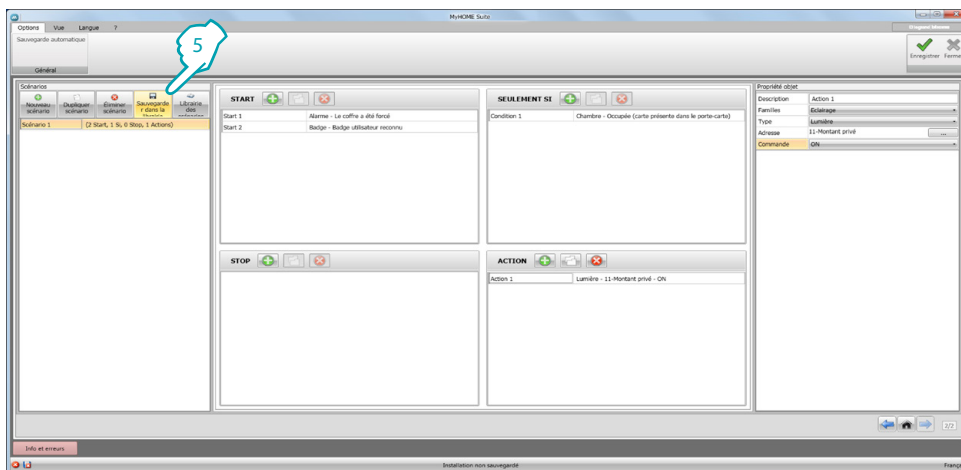 MyHOME Suite
Options Vue Langue ?
Sauvegarde automatique
Général
5
Enregistrer Ferme
Scénarios
Nouveau scénario
Dupliquer scénario
Éliminer scénario
Sauvegarde r dans la
Librairie des
Scénario 1 (2 Start, 1 Si, 0 Stop, 1 Actions)
START
Start 1 Alarme - Le coffre a été forcé
Start 2 Badge - Badge utilisateur reconnu
SEULEMENT SI
Condition 1 Chambre - Occupée (carte présente dans le porte-carte)
STOP
ACTION
Action 1 Lumière - 11-Montant privé - ON
Propriété objet
Description Action 1
Familles Eclairage
Type Lumière
Adresse 11-Montant privé ...
Commande ON
2/2
Info et erreurs
Installation non sauvegardé
Franç